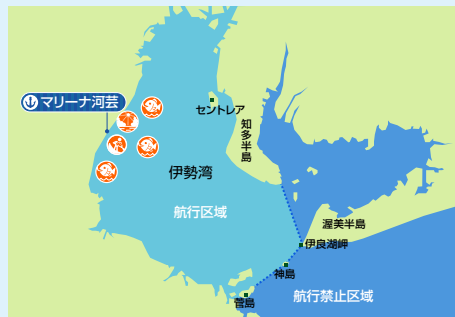 マリーナ河芸
セントレア
知多半島
伊勢湾
航行区域
渥美半島
伊良湖岬
神島
菅島
航行禁止区域